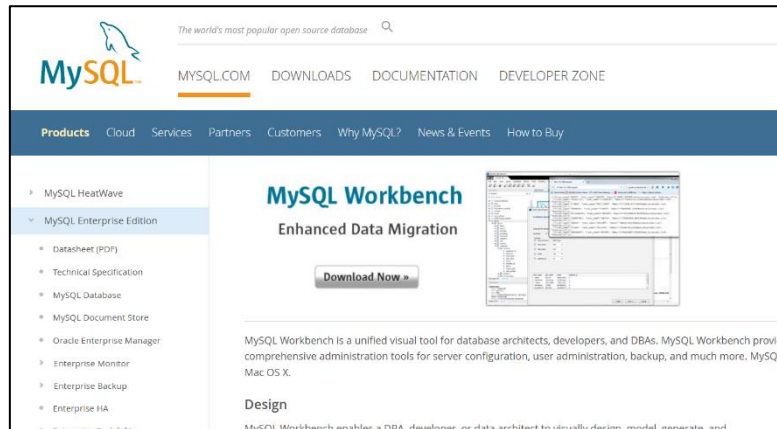 The world's most popular open source database
MySQL
MYSQL.COM DOWNLOADS DOCUMENTATION DEVELOPER ZONE
Products Cloud Services Partners Customers Why MySQL? News & Events How to Buy
MySQL HeatWave
MySQL Enterprise Edition
Datasheet (PDF)
Technical Specification
MySQL Database
MySQL Document Store
Oracle Enterprise Manager
Enterprise Monitor
Enterprise Backup
Enterprise HA
MySQL Workbench
Enhanced Data Migration
Download Now »
MySQL Workbench is a unified visual tool for database architects, developers, and DBAs. MySQL Workbench provi
comprehensive administration tools for server configuration, user administration, backup, and much more. MySQ
Mac OS X.
Design
MySQL Workbench enables a DBA, developer, or data architect to visually design, model, generate, and